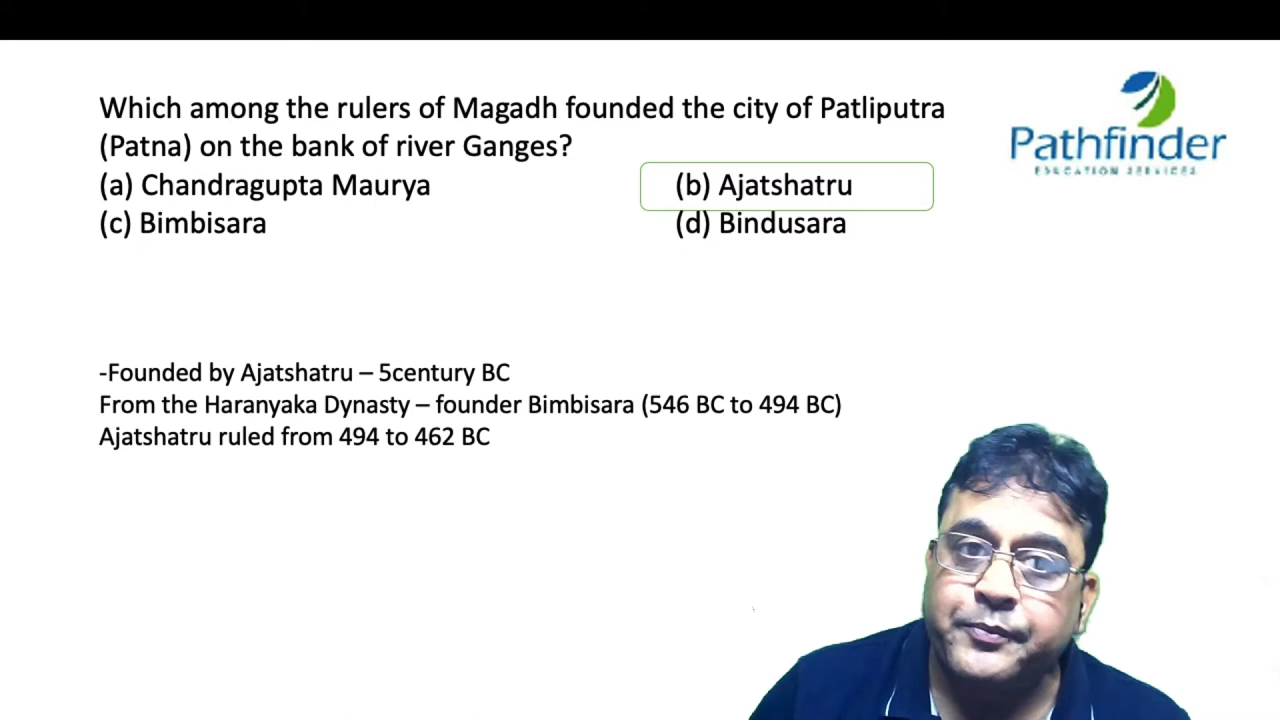 Which among the rulers of Magadh founded the city of Patliputra
(Patna) on the bank of river Ganges?
(a) Chandragupta Maurya (b) Ajatshatru
(c) Bimbisara (d) Bindusara
Pathfinder
EDUCATION SERVICES
-Founded by Ajatshatru – 5century BC
From the Haranyaka Dynasty – founder Bimbisara (546 BC to 494 BC)
Ajatshatru ruled from 494 to 462 BC